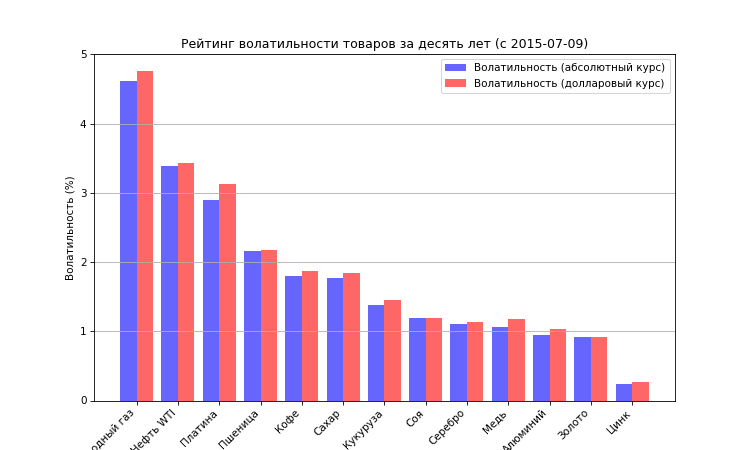 Рейтинг волатильности товаров за десять лет (с 2015-07-09)
Волатильность (абсолютный курс)
Волатильность (долларовый курс)
Волатильность (%)
5
4
3
2
1
0
одный газ
Нефть WTI
Платина
Пшеница
Кофе
Сахар
Кукуруза
Соя
Серебро
Медь
Алюминий
Золото
Цинк